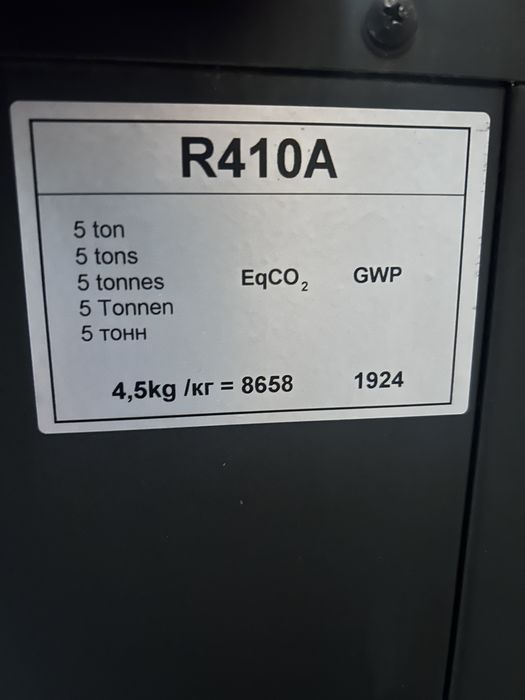 R410A
5 ton
5 tons
5 tonnes EqCO₂ GWP
5 Tonnen
5 тонн
4,5kg /кг = 8658 1924